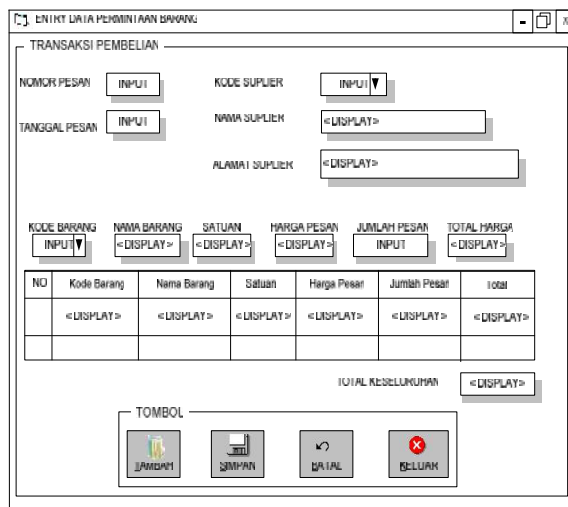 ENTRY DATA PERMINTAAN BARANG
TRANSAKSI PEMBELIAN
NOMOR PESAN INPUT KODE SUPLIER INPUT
TANGGAL PESAN INPUT NAMA SUPLIER <DISPLAY>
ALAMAT SUPLIER <DISPLAY>
KODE BARANG NAMA BARANG SATUAN HARGA PESAN JUMLAH PESAN TOTAL HARGA
INPUT <DISPLAY> <DISPLAY> <DISPLAY> INPUT <DISPLAY>
NO Kode Barang Nama Barang Satuan Harga Pesan Jumlah Pesan Total
<DISPLAY> <DISPLAY> <DISPLAY> <DISPLAY> <DISPLAY> <DISPLAY>
TOTAL KESELURUHAN <DISPLAY>
TOMBOL
TAMBAH SIMPAN BATAL KELUAR